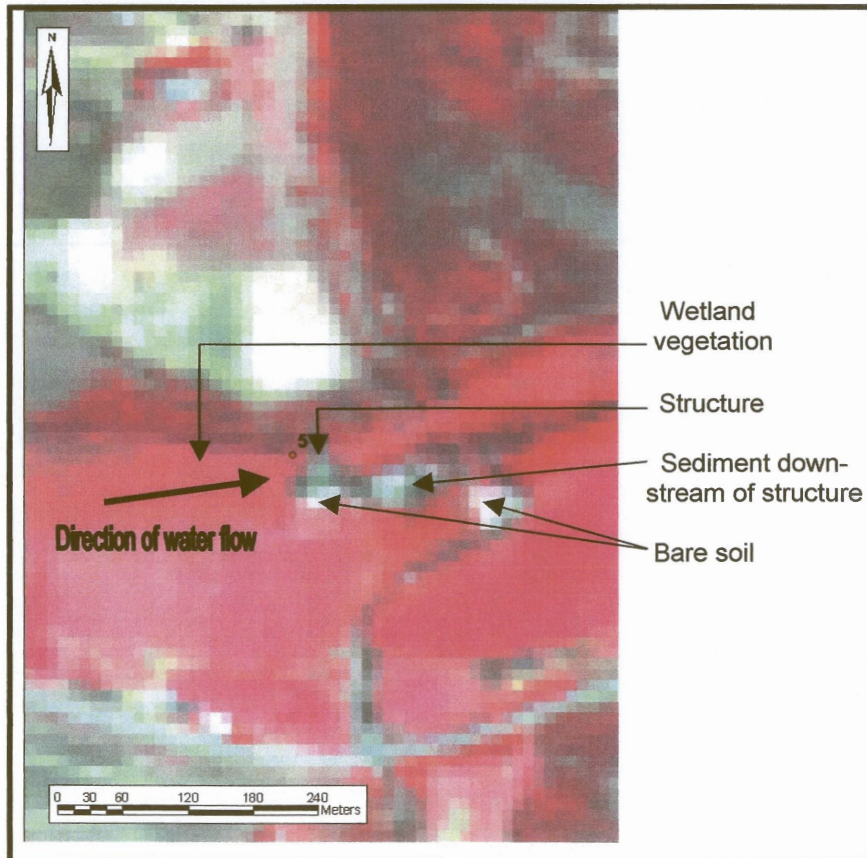 N
Wetland
vegetation
Structure
5
Sediment down-
stream of structure
Direction of water flow
Bare soil
0 30 60 120 180 240
Meters